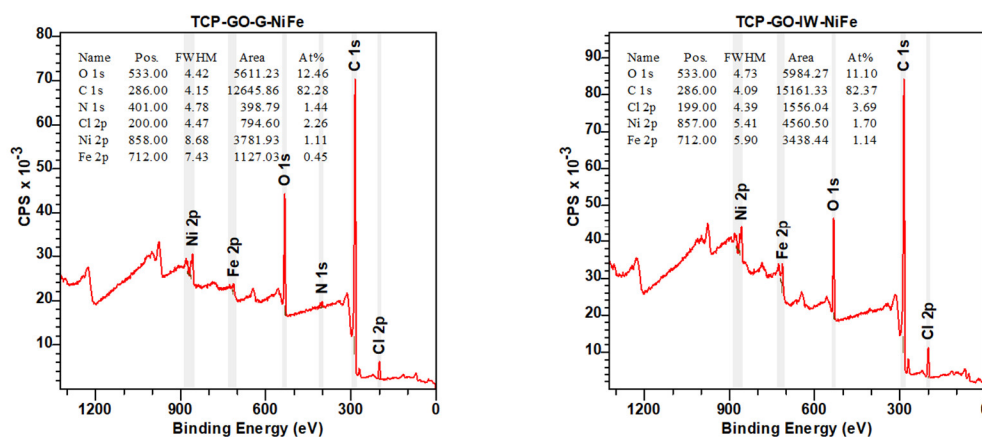 TCP-GO-G-NiFe
Name Pos. FWHM Area At%
O 1s 533.00 4.42 5611.23 12.46
C 1s 286.00 4.15 12645.86 82.28
N 1s 401.00 4.78 398.79 1.44
Cl 2p 200.00 4.47 794.60 2.26
Ni 2p 858.00 8.68 3781.93 1.11
Fe 2p 712.00 7.43 1127.03 0.45
CPS x 10⁻³
80
70
60
50
40
30
20
10
Ni 2p
Fe 2p
O 1s
N 1s
C 1s
Cl 2p
1200 900 600 300 0
Binding Energy (eV)
TCP-GO-IW-NiFe
Name Pos. FWHM Area At%
O 1s 533.00 4.73 5984.27 11.10
C 1s 286.00 4.09 15161.33 82.37
Cl 2p 199.00 4.39 1556.04 3.69
Ni 2p 857.00 5.41 4560.50 1.70
Fe 2p 712.00 5.90 3438.44 1.14
CPS x 10⁻³
90
80
70
60
50
40
30
20
10
Ni 2p
Fe 2p
O 1s
C 1s
Cl 2p
1200 900 600 300 0
Binding Energy (eV)